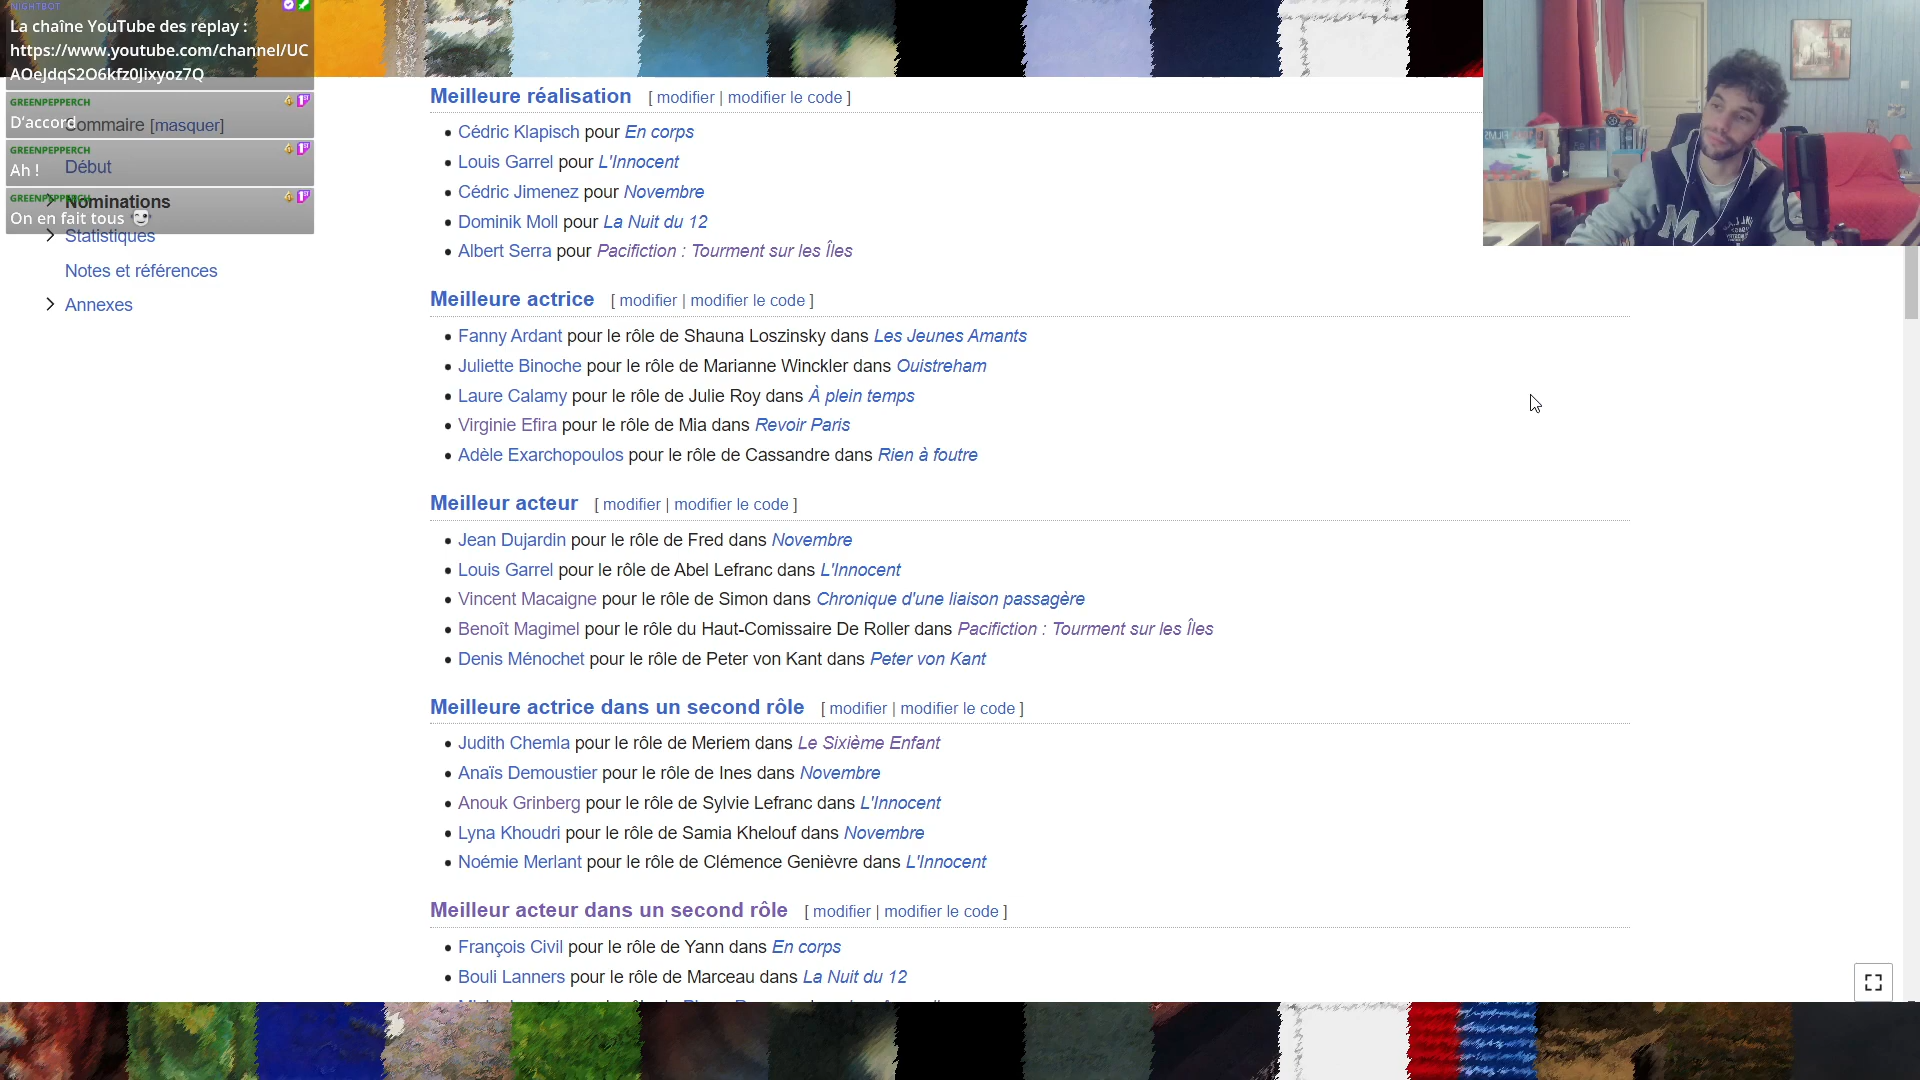 NIGHTBOT
La chaîne YouTube des replay :
https://www.youtube.com/channel/UC
AOeJdqS2O6kfz0Jixyoz7Q
GREENPEPPERCH
D'accord
GREENPEPPERCH
Ah !
GREENPEPPERCH
On en fait tous
Sommaire [masquer]
Début
Nominations
Statistiques
Notes et références
Annexes
Meilleure réalisation [ modifier | modifier le code ]
Cédric Klapisch pour En corps
Louis Garrel pour L'Innocent
Cédric Jimenez pour Novembre
Dominik Moll pour La Nuit du 12
Albert Serra pour Pacifiction : Tourment sur les Îles
Meilleure actrice [ modifier | modifier le code ]
Fanny Ardant pour le rôle de Shauna Loszinsky dans Les Jeunes Amants
Juliette Binoche pour le rôle de Marianne Winckler dans Ouistreham
Laure Calamy pour le rôle de Julie Roy dans À plein temps
Virginie Efira pour le rôle de Mia dans Revoir Paris
Adèle Exarchopoulos pour le rôle de Cassandre dans Rien à foutre
Meilleur acteur [ modifier | modifier le code ]
Jean Dujardin pour le rôle de Fred dans Novembre
Louis Garrel pour le rôle de Abel Lefranc dans L'Innocent
Vincent Macaigne pour le rôle de Simon dans Chronique d'une liaison passagère
Benoît Magimel pour le rôle du Haut-Comissaire De Roller dans Pacifiction : Tourment sur les Îles
Denis Ménochet pour le rôle de Peter von Kant dans Peter von Kant
Meilleure actrice dans un second rôle [ modifier | modifier le code ]
Judith Chemla pour le rôle de Meriem dans Le Sixième Enfant
Anaïs Demoustier pour le rôle de Ines dans Novembre
Anouk Grinberg pour le rôle de Sylvie Lefranc dans L'Innocent
Lyna Khoudri pour le rôle de Samia Khelouf dans Novembre
Noémie Merlant pour le rôle de Clémence Genièvre dans L'Innocent
Meilleur acteur dans un second rôle [ modifier | modifier le code ]
François Civil pour le rôle de Yann dans En corps
Bouli Lanners pour le rôle de Marceau dans La Nuit du 12